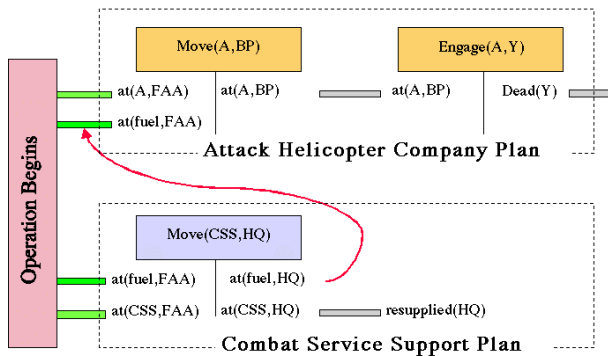 Operation Begins
Move(A,BP)
Engage(A,Y)
at(A,FAA) at(A,BP) at(A,BP) Dead(Y)
at(fuel,FAA)
Attack Helicopter Company Plan
Move(CSS,HQ)
at(fuel,FAA) at(fuel,HQ)
at(CSS,FAA) at(CSS,HQ) resupplied(HQ)
Combat Service Support Plan